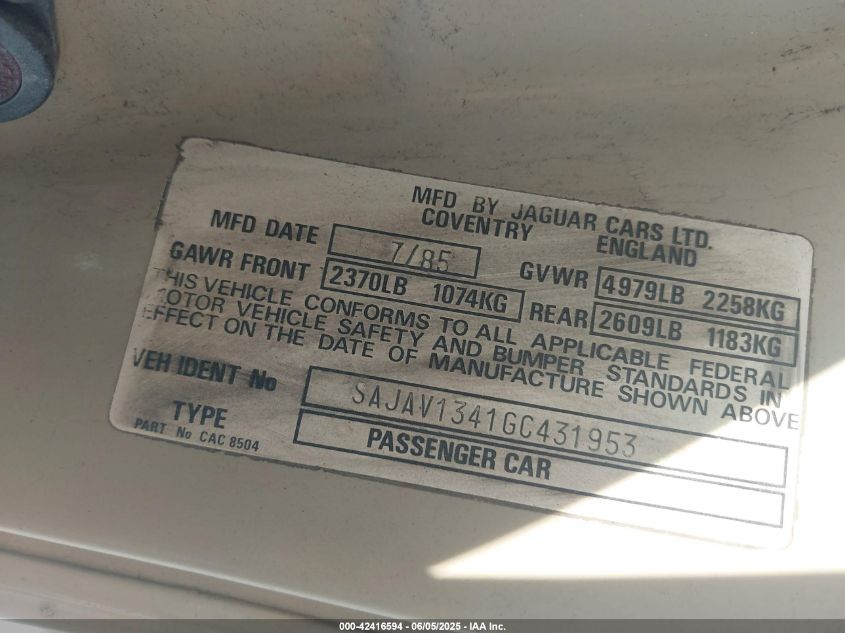 MFD BY JAGUAR CARS LTD.
COVENTRY ENGLAND
MFD DATE 7/85 GVWR 4979LB 2258KG
GAWR FRONT 2370LB 1074KG REAR 2609LB 1183KG
THIS VEHICLE CONFORMS TO ALL APPLICABLE FEDERAL
MOTOR VEHICLE SAFETY AND BUMPER STANDARDS IN
EFFECT ON THE DATE OF MANUFACTURE SHOWN ABOVE
VEH IDENT No SAJAV1341GC431953
TYPE PASSENGER CAR
PART No CAC 8504
000-42416594 - 06/05/2025 - IAA Inc.